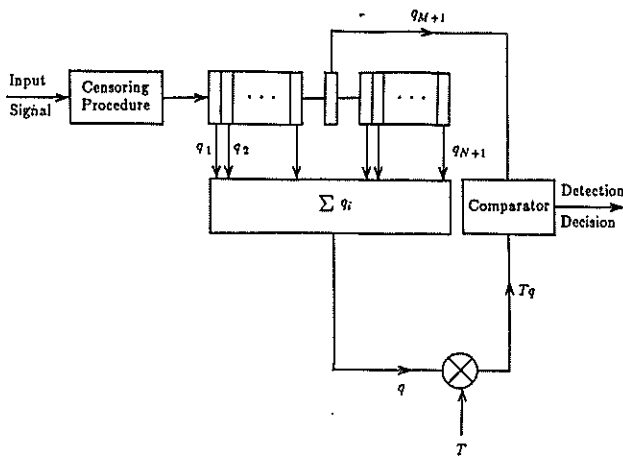 q_{M+1}
Input
Signal
Censoring
Procedure
...
...
q_1 q_2
q_{N+1}
∑ q_i
Comparator
Detection
Decision
Tq
q
T